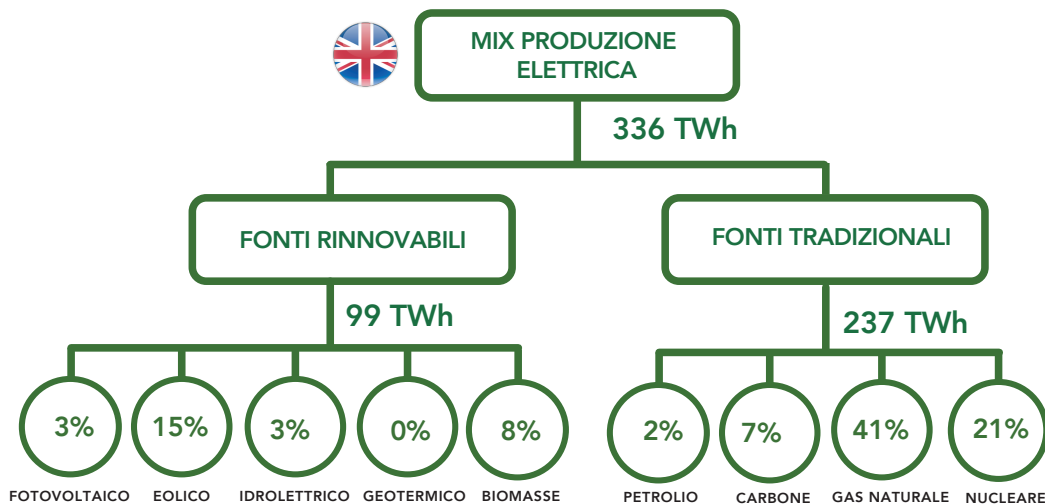 MIX PRODUZIONE
ELETTRICA
336 TWh
FONTI RINNOVABILI
FONTI TRADIZIONALI
99 TWh
237 TWh
3%
15%
3%
0%
8%
2%
7%
41%
21%
FOTOVOLTAICO
EOLICO
IDROLETTRICO
GEOTERMICO
BIOMASSE
PETROLIO
CARBONE
GAS NATURALE
NUCLEARE